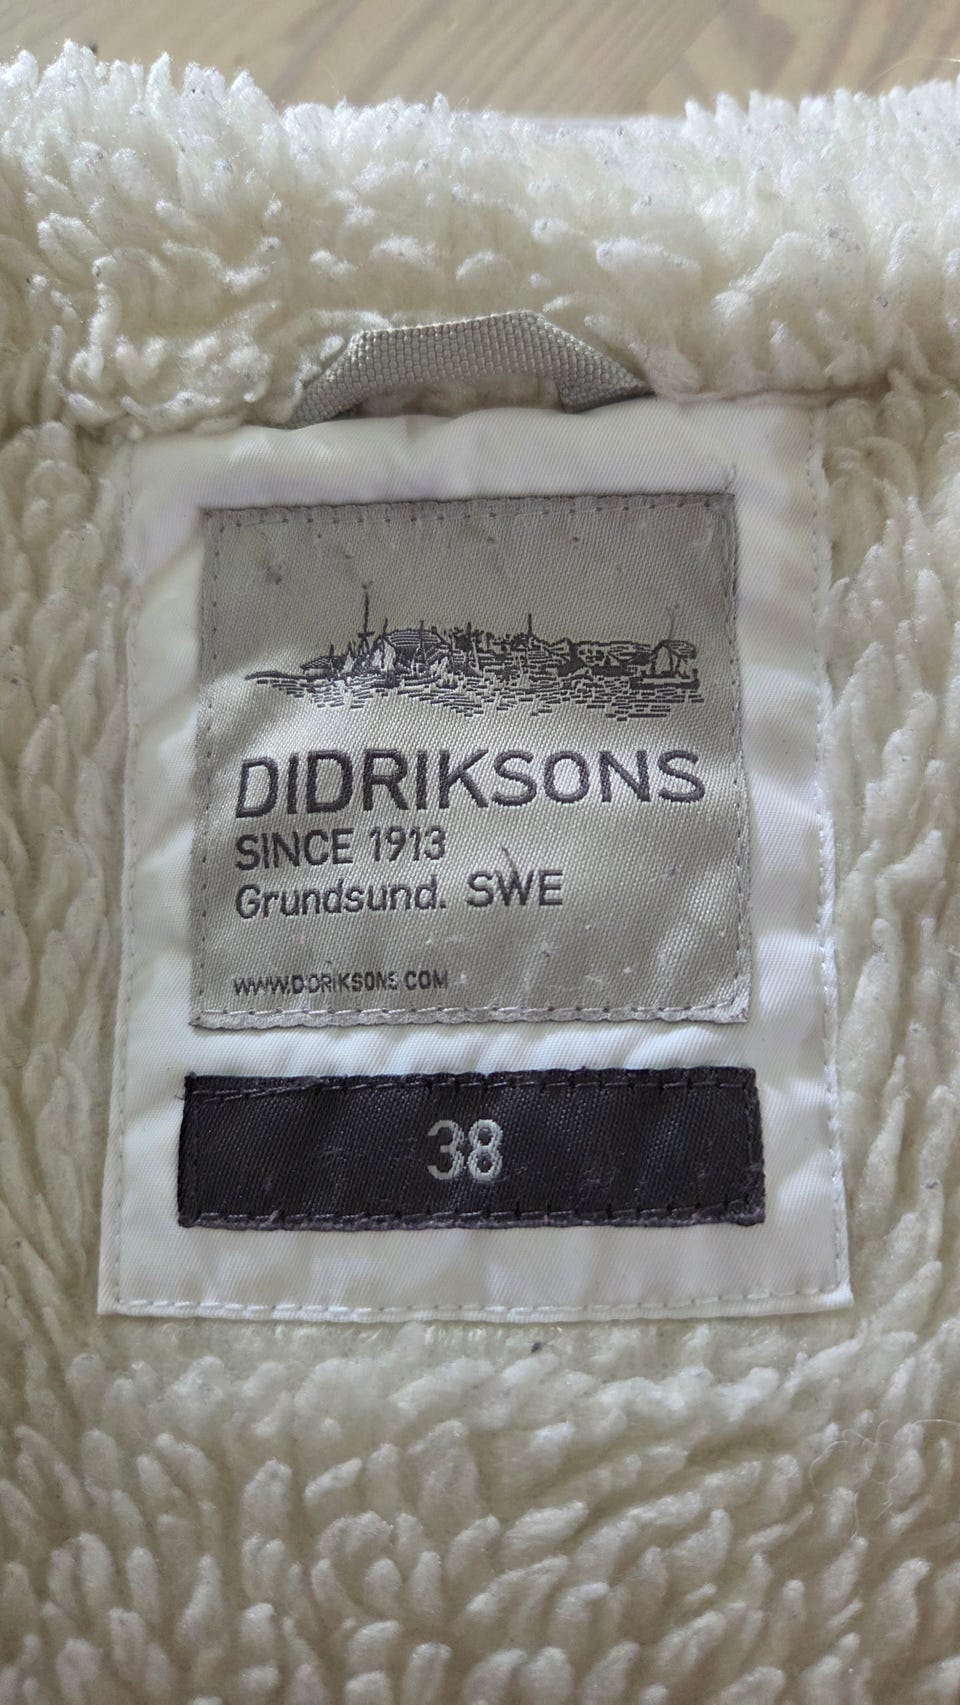 DIDRIKSONS
SINCE 1913
Grundsund. SWE
WWW.DIDRIKSONS.COM
38